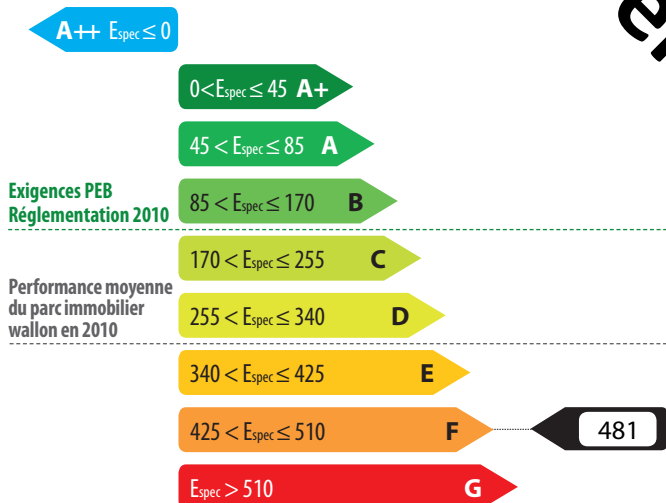 A++ Espec ≤ 0
0<Espec ≤ 45 A+
45 < Espec ≤ 85 A
Exigences PEB
Réglementation 2010
85 < Espec ≤ 170 B
170 < Espec ≤ 255 C
Performance moyenne
du parc immobilier
wallon en 2010
255 < Espec ≤ 340 D
340 < Espec ≤ 425 E
425 < Espec ≤ 510 F
481
Espec > 510 G